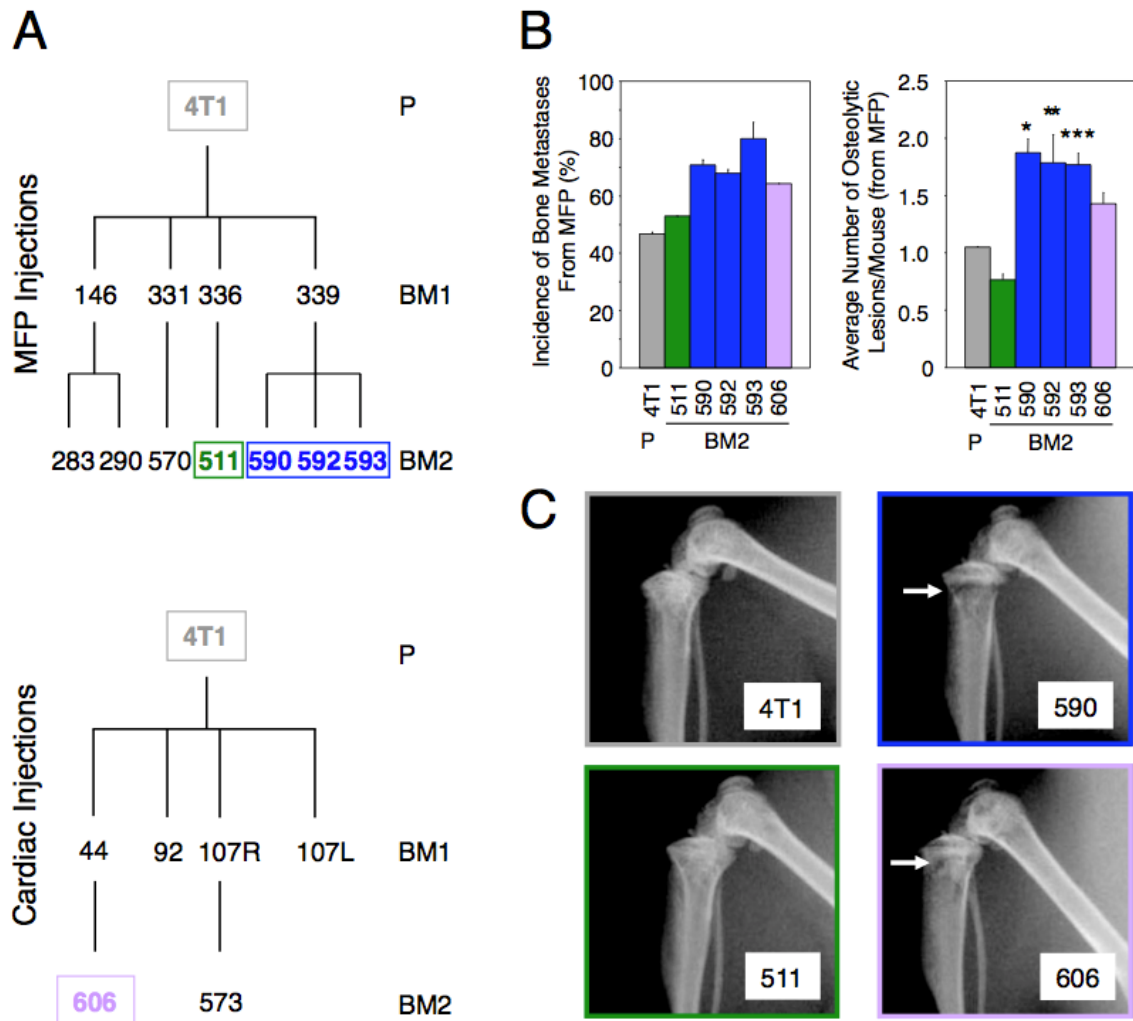 A
MFP Injections
4T1
P
146 331 336 339 BM1
283 290 570 511 590 592 593 BM2
Cardiac Injections
4T1
P
44 92 107R 107L BM1
606 573 BM2
B
Incidence of Bone Metastases
From MFP (%)
100
80
60
40
20
0
4T1 511 590 592 593 606
P BM2
Average Number of Osteolytic
Lesions/Mouse (from MFP)
2.5
2.0
1.5
1.0
0.5
0
* ** ***
4T1 511 590 592 593 606
P BM2
C
4T1
590
511
606